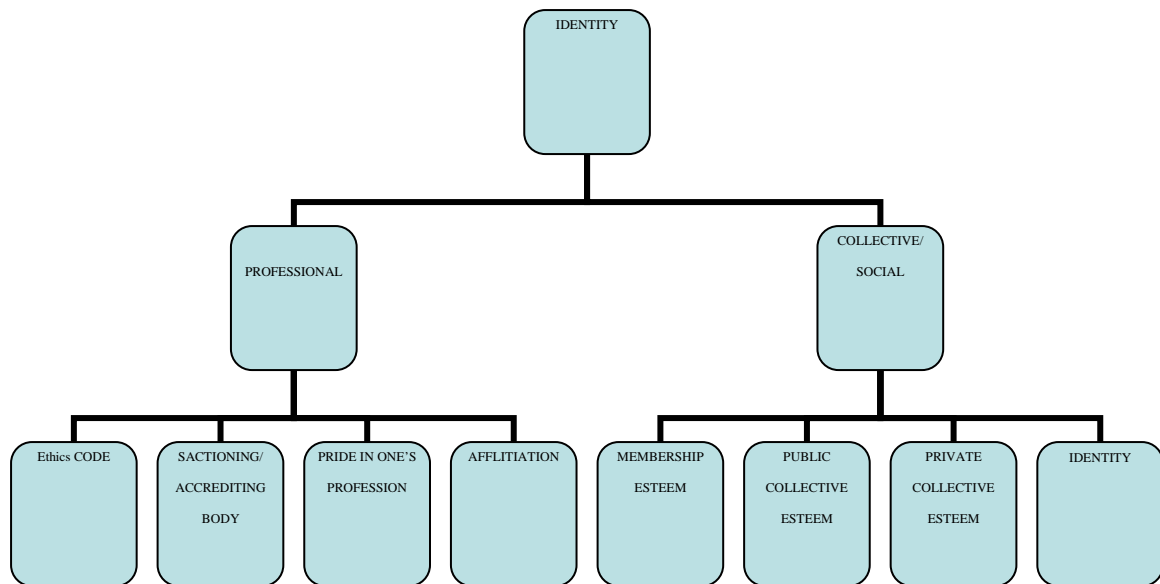 IDENTITY
PROFESSIONAL
COLLECTIVE/
SOCIAL
Ethics CODE
SACTIONING/
ACCREDITING
BODY
PRIDE IN ONE'S
PROFESSION
AFFLITIATION
MEMBERSHIP
ESTEEM
PUBLIC
COLLECTIVE
ESTEEM
PRIVATE
COLLECTIVE
ESTEEM
IDENTITY